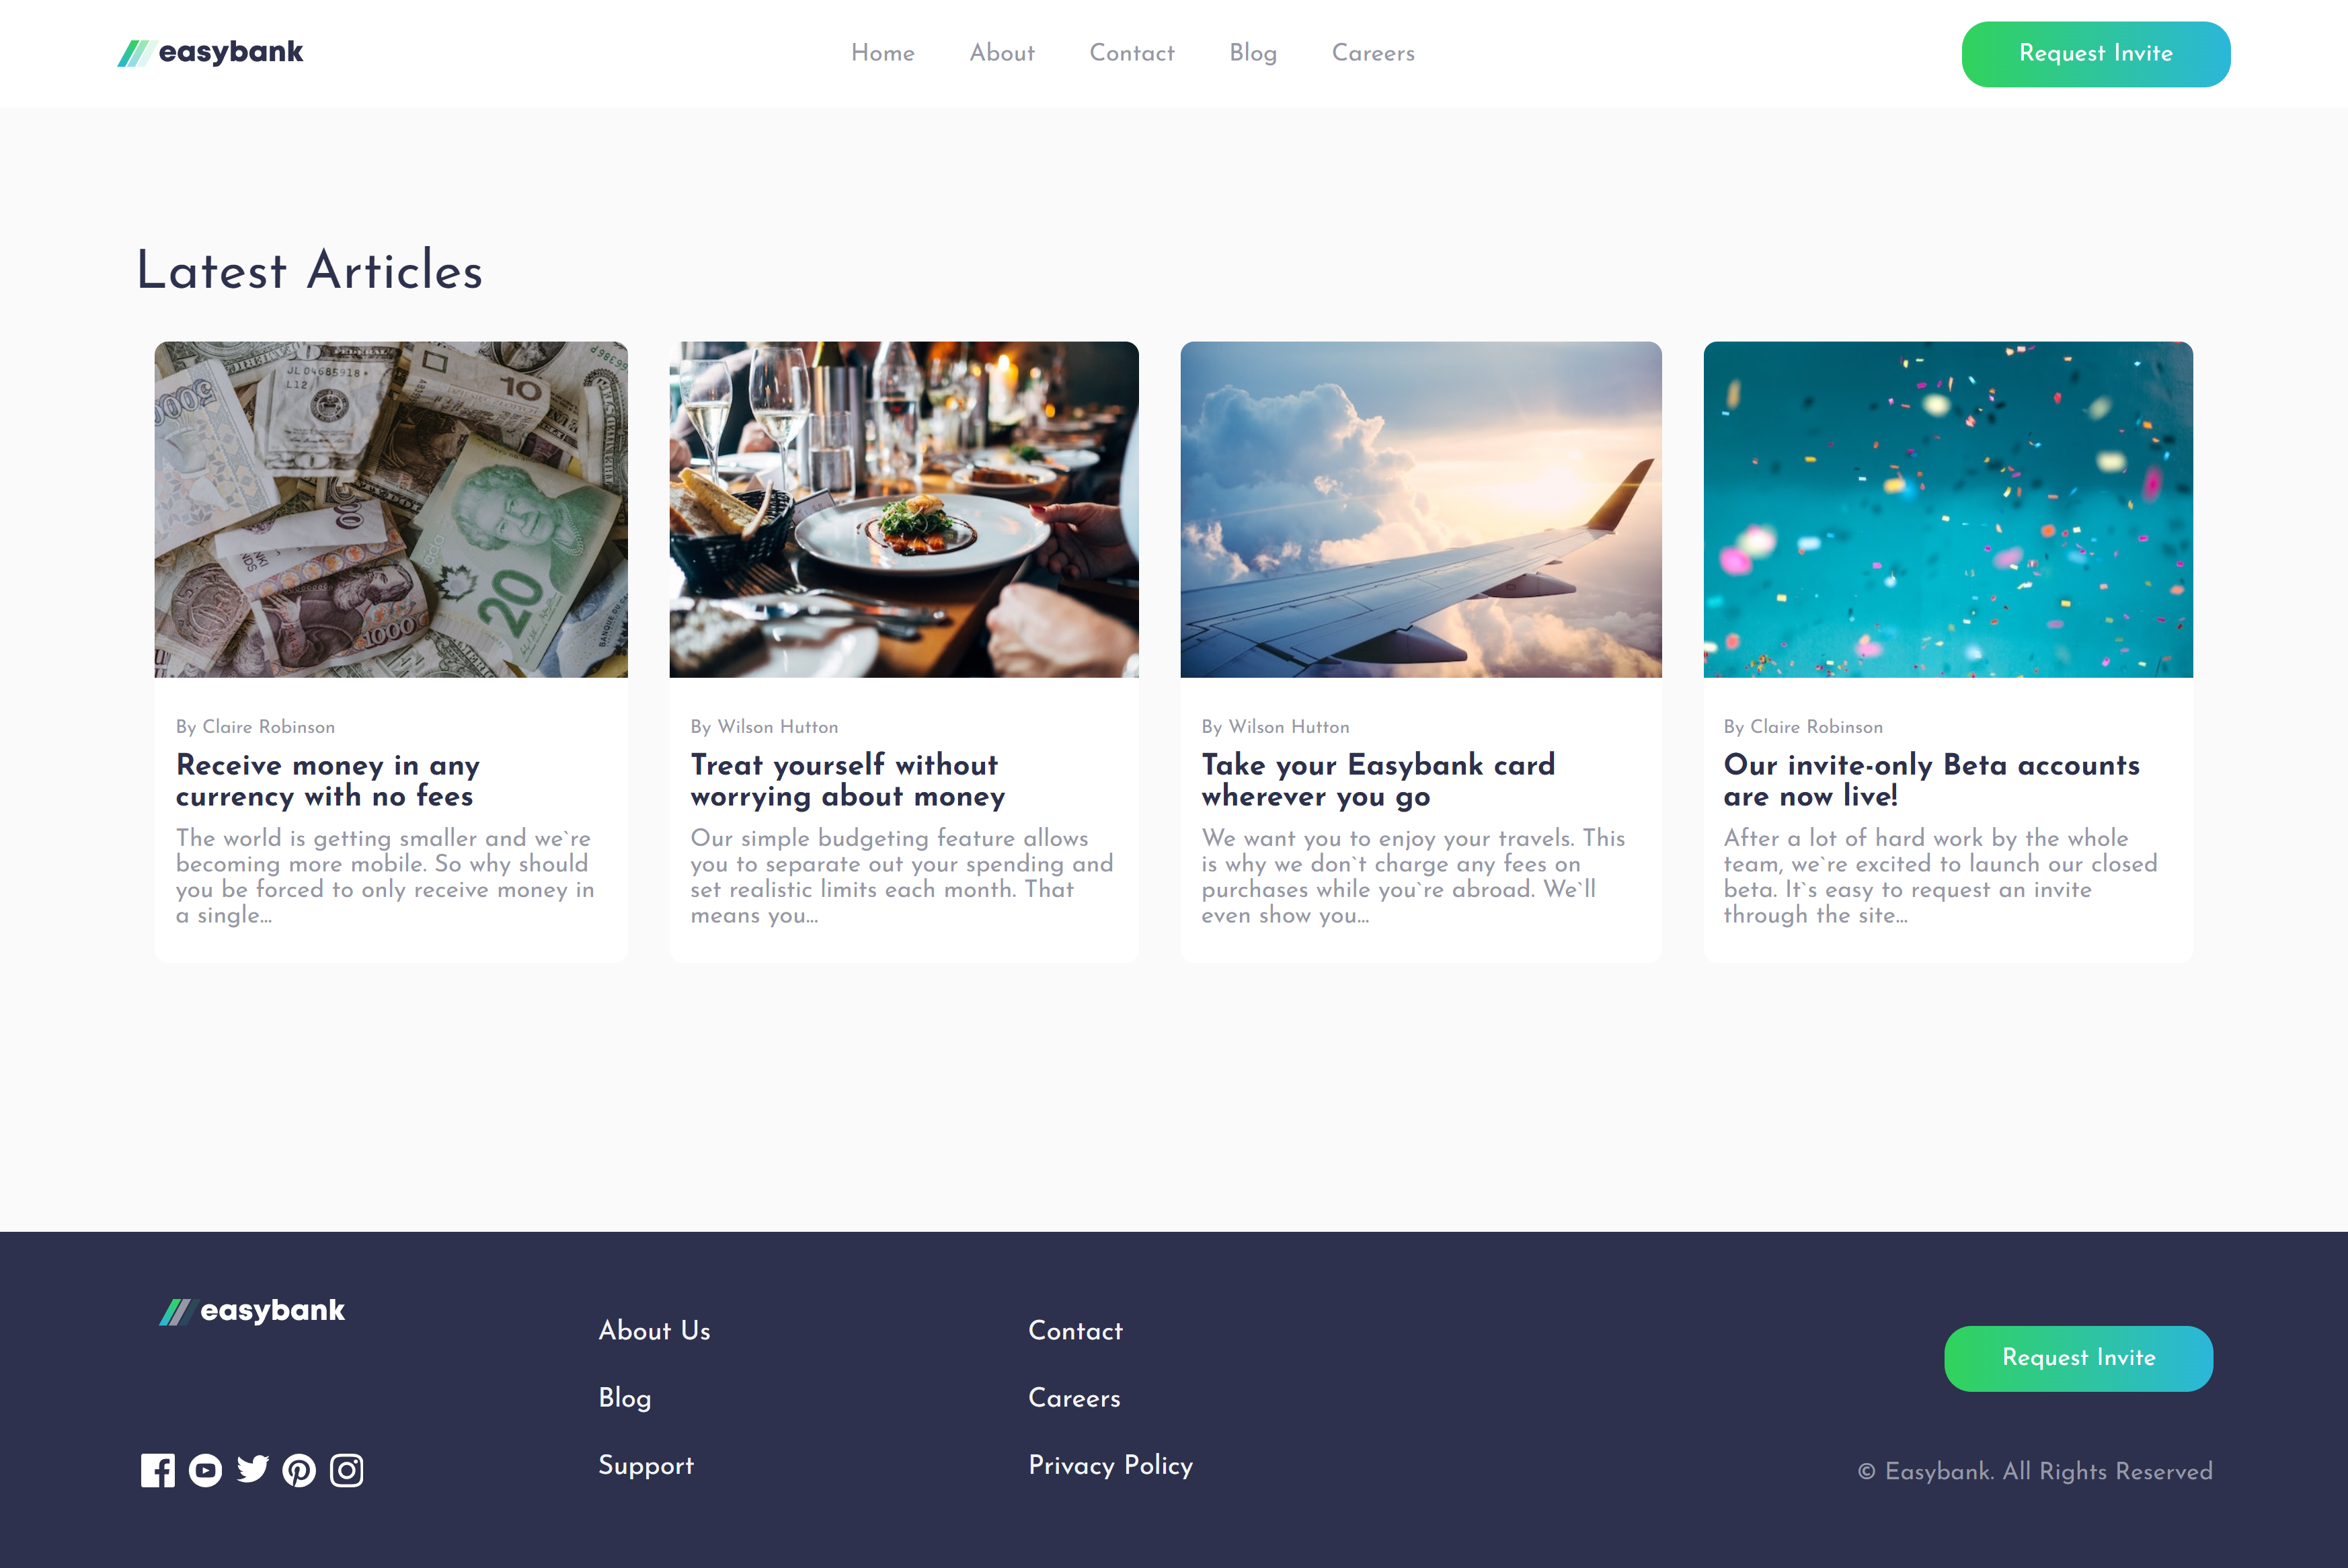 easybank
Home About Contact Blog Careers
Request Invite
Latest Articles
JL 04685918 *
L12
10
5000
20
1000
By Claire Robinson
Receive money in any
currency with no fees
The world is getting smaller and we`re
becoming more mobile. So why should
you be forced to only receive money in
a single...
By Wilson Hutton
Treat yourself without
worrying about money
Our simple budgeting feature allows
you to separate out your spending and
set realistic limits each month. That
means you...
By Wilson Hutton
Take your Easybank card
wherever you go
We want you to enjoy your travels. This
is why we don`t charge any fees on
purchases while you`re abroad. We`ll
even show you...
By Claire Robinson
Our invite-only Beta accounts
are now live!
After a lot of hard work by the whole
team, we`re excited to launch our closed
beta. It`s easy to request an invite
through the site...
easybank
About Us
Blog
Support
Contact
Careers
Privacy Policy
Request Invite
© Easybank. All Rights Reserved